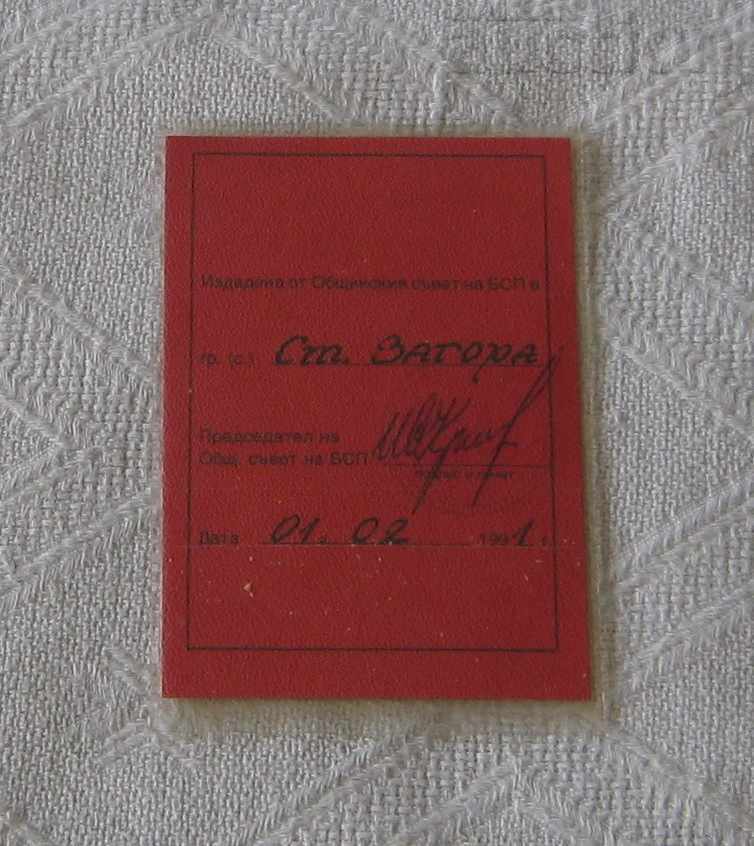 Издадена от Общинския съвет на БСП в
гр. (с.) Ст. Загора
Председател на
Общ. съвет на БСП
Дата 01. 02 1991 г.